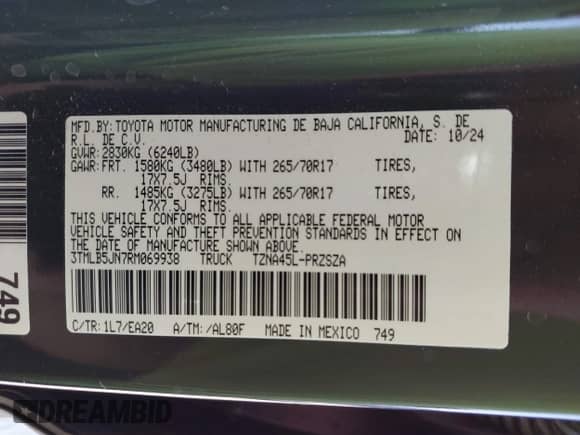 MFD.BY:TOYOTA MOTOR MANUFACTURING DE BAJA CALIFORNIA, S. DE
R.L. DE C.V. DATE: 10/24
GVWR:2830KG (6240LB)
GAWR:FRT. 1580KG (3480LB) WITH 265/70R17 TIRES,
17X7.5J RIMS.
RR. 1485KG (3275LB) WITH 265/70R17 TIRES,
17X7.5J RIMS.
THIS VEHICLE CONFORMS TO ALL APPLICABLE FEDERAL MOTOR
VEHICLE SAFETY AND THEFT PREVENTION STANDARDS IN EFFECT ON
THE DATE OF MANUFACTURE SHOWN ABOVE.
3TMLB5JN7RM069938 TRUCK TZNA45L-PRZSZA
C/TR:1L7/EA20 A/TM:/AL80F MADE IN MEXICO 749
749
DREAMBID